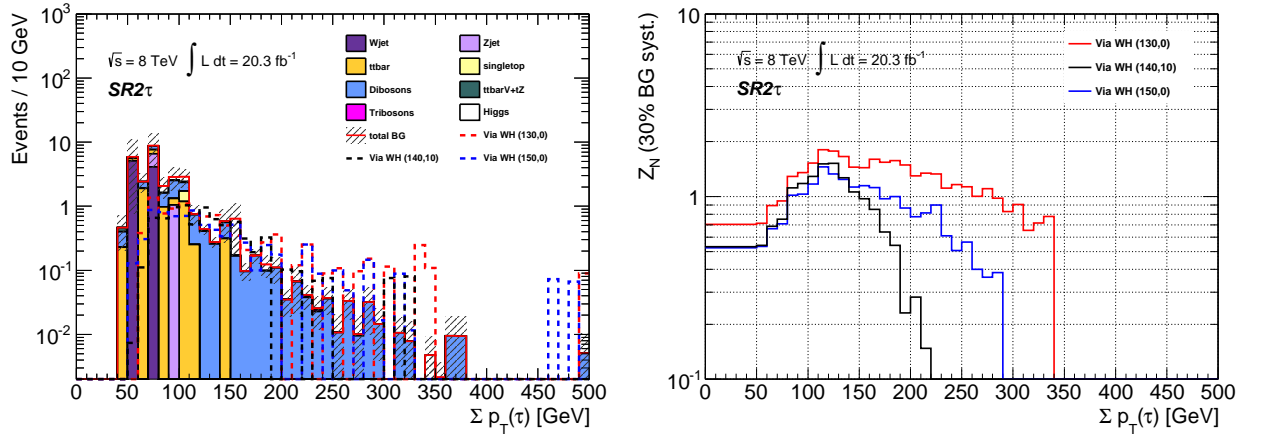 Events / 10 GeV
10³
10²
10
1
10⁻¹
10⁻²
√s = 8 TeV ∫ L dt = 20.3 fb⁻¹
SR2τ
Wjet
Zjet
ttbar
singletop
Dibosons
ttbarV+tZ
Tribosons
Higgs
total BG
Via WH (130,0)
Via WH (140,10)
Via WH (150,0)
0 50 100 150 200 250 300 350 400 450 500
Σ p_T(τ) [GeV]
Z_N (30% BG syst.)
10
1
10⁻¹
√s = 8 TeV ∫ L dt = 20.3 fb⁻¹
SR2τ
Via WH (130,0)
Via WH (140,10)
Via WH (150,0)
0 50 100 150 200 250 300 350 400 450 500
Σ p_T(τ) [GeV]